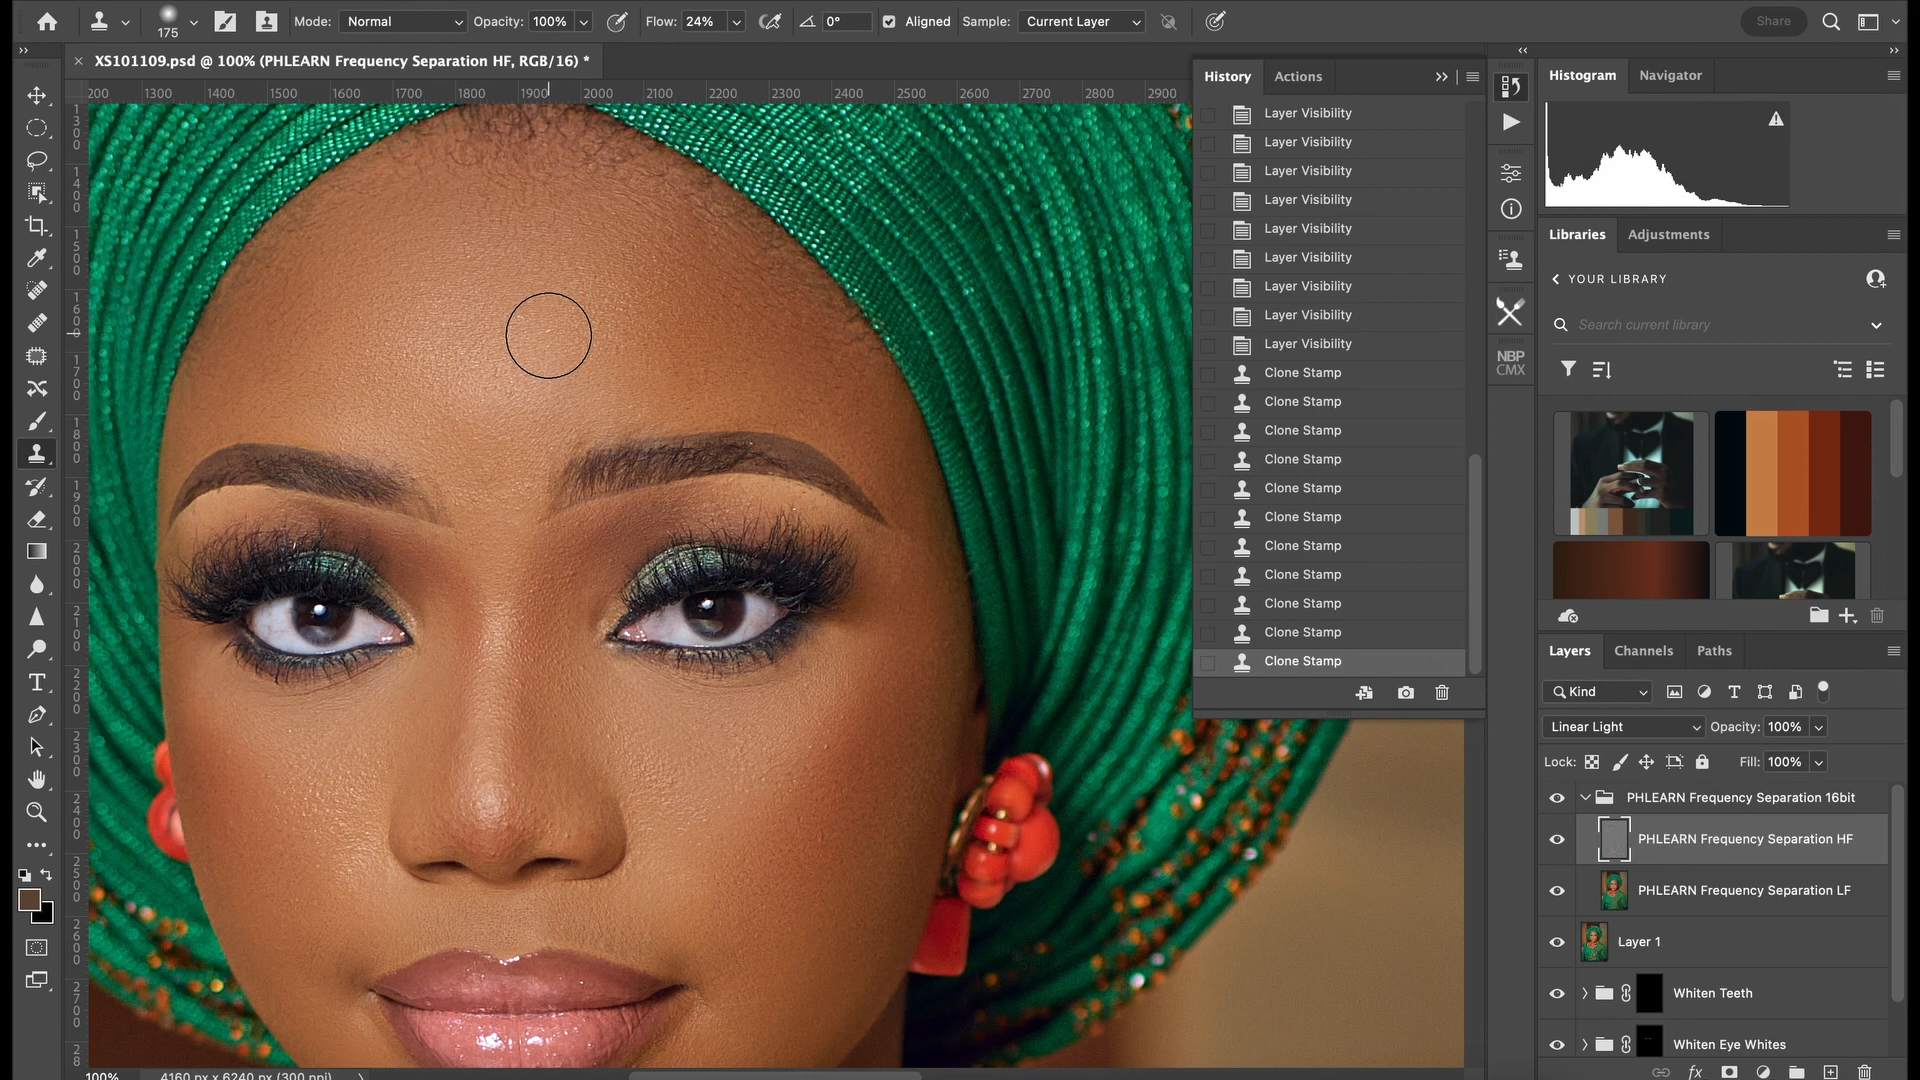 175
Mode: Normal Opacity: 100% Flow: 24% 0° Aligned Sample: Current Layer Share
XS101109.psd @ 100% (PHLEARN Frequency Separation HF, RGB/16) *
200 1300 1400 1500 1600 1700 1800 1900 2000 2100 2200 2300 2400 2500 2600 2700 2800 2900
1300
1400
1500
1600
1700
1800
1900
2000
2100
2200
2300
2400
2500
2600
2700
28
History Actions
Layer Visibility
Layer Visibility
Layer Visibility
Layer Visibility
Layer Visibility
Layer Visibility
Layer Visibility
Layer Visibility
Layer Visibility
Clone Stamp
Clone Stamp
Clone Stamp
Clone Stamp
Clone Stamp
Clone Stamp
Clone Stamp
Clone Stamp
Clone Stamp
Clone Stamp
Clone Stamp
NBP
CMX
Histogram Navigator
Libraries Adjustments
YOUR LIBRARY
Search current library
Layers Channels Paths
Kind
Linear Light Opacity: 100%
Lock: Fill: 100%
PHLEARN Frequency Separation 16bit
PHLEARN Frequency Separation HF
PHLEARN Frequency Separation LF
Layer 1
Whiten Teeth
Whiten Eye Whites
fx
100% 4160 px x 6240 px (300 ppi)